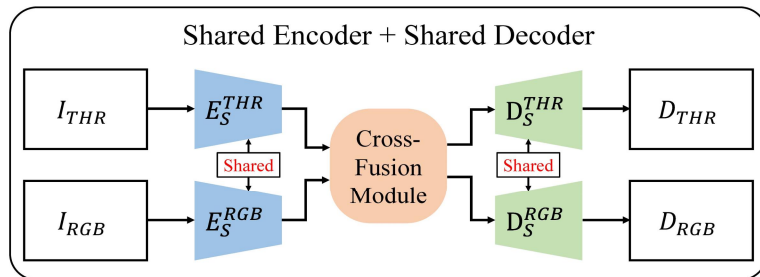 Shared Encoder + Shared Decoder
I_THR
E_S^THR
Shared
I_RGB
E_S^RGB
Cross-
Fusion
Module
D_S^THR
Shared
D_S^RGB
D_THR
D_RGB